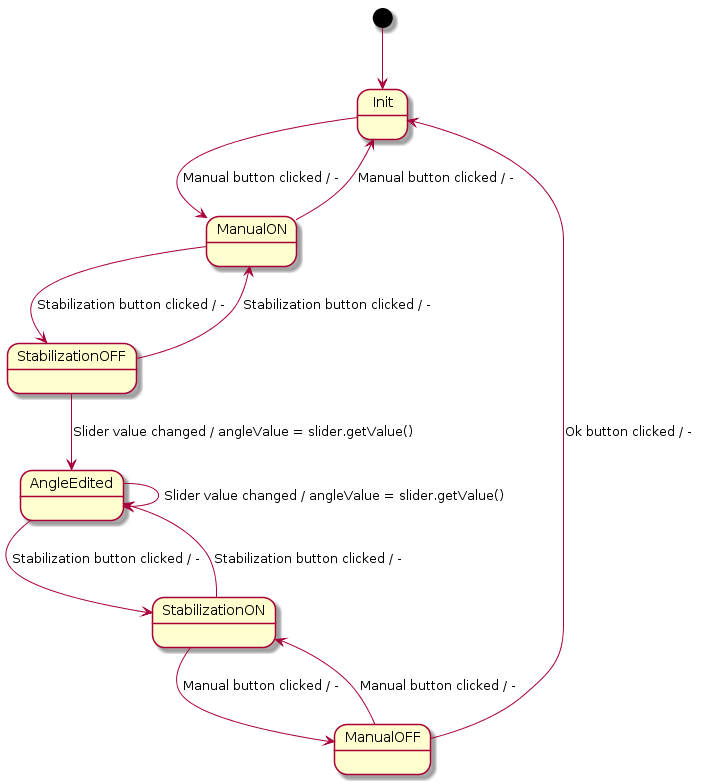 Init
Manual button clicked / -
Manual button clicked / -
ManualON
Stabilization button clicked / -
Stabilization button clicked / -
StabilizationOFF
Slider value changed / angleValue = slider.getValue()
Ok button clicked / -
AngleEdited
Slider value changed / angleValue = slider.getValue()
Stabilization button clicked / -
Stabilization button clicked / -
StabilizationON
Manual button clicked / -
Manual button clicked / -
ManualOFF